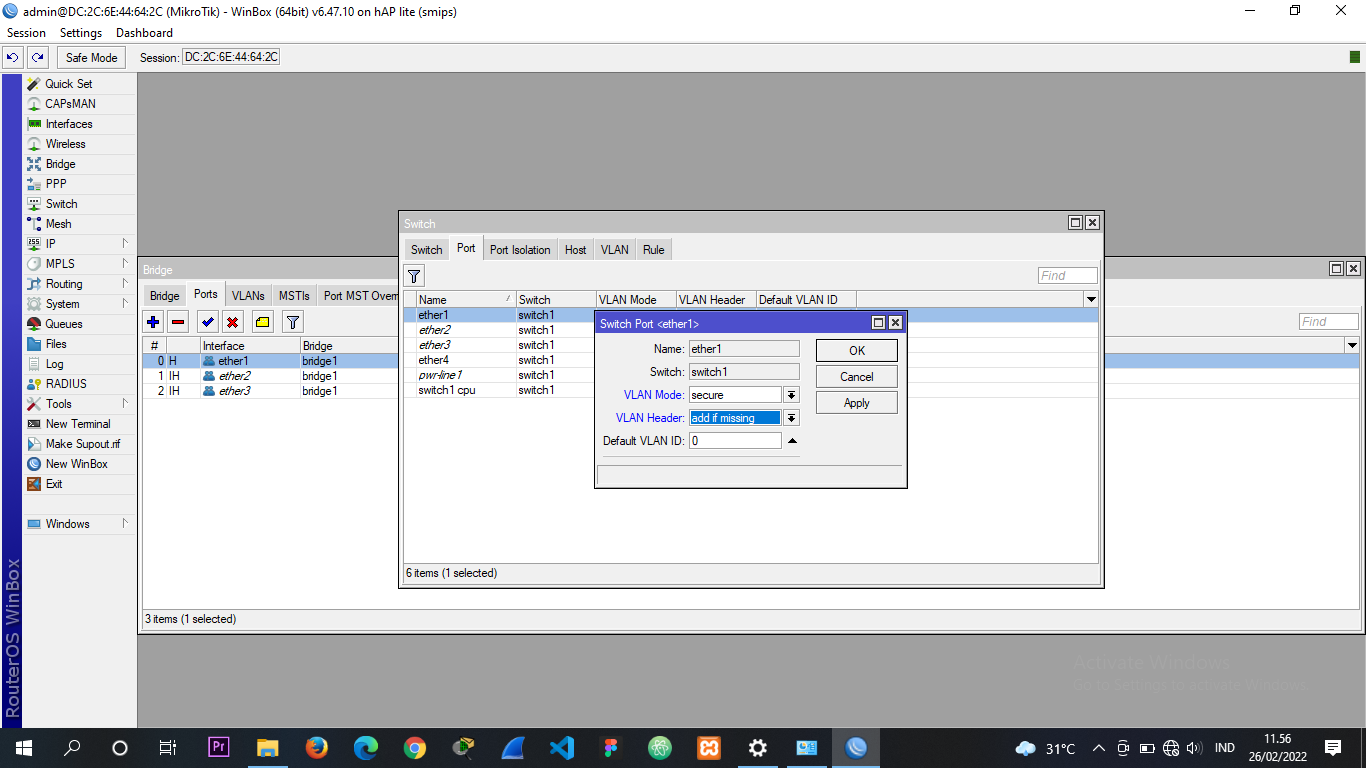 admin@DC:2C:6E:44:64:2C (MikroTik) - WinBox (64bit) v6.47.10 on hAP lite (smips)
Session Settings Dashboard
Safe Mode Session: DC:2C:6E:44:64:2C
Quick Set
CAPsMAN
Interfaces
Wireless
Bridge
PPP
Switch
Mesh
255 IP
MPLS
Routing
System
Queues
Files
Log
RADIUS
Tools
New Terminal
Make Supout.rif
New WinBox
Exit
Windows
RouterOS WinBox
Bridge
Bridge Ports VLANs MSTIs Port MST Overr
Find
# Interface Bridge
0 H ether1 bridge1
1 IH ether2 bridge1
2 IH ether3 bridge1
3 items (1 selected)
Switch
Switch Port Port Isolation Host VLAN Rule
Find
Name Switch VLAN Mode VLAN Header Default VLAN ID
ether1 switch1
ether2 switch1
ether3 switch1
ether4 switch1
pwr-line1 switch1
switch1 cpu switch1
6 items (1 selected)
Switch Port <ether1>
Name: ether1 OK
Switch: switch1 Cancel
VLAN Mode: secure Apply
VLAN Header: add if missing
Default VLAN ID: 0
Activate Windows
Go to Settings to activate Windows.
Pr 31°C IND 11.56
26/02/2022